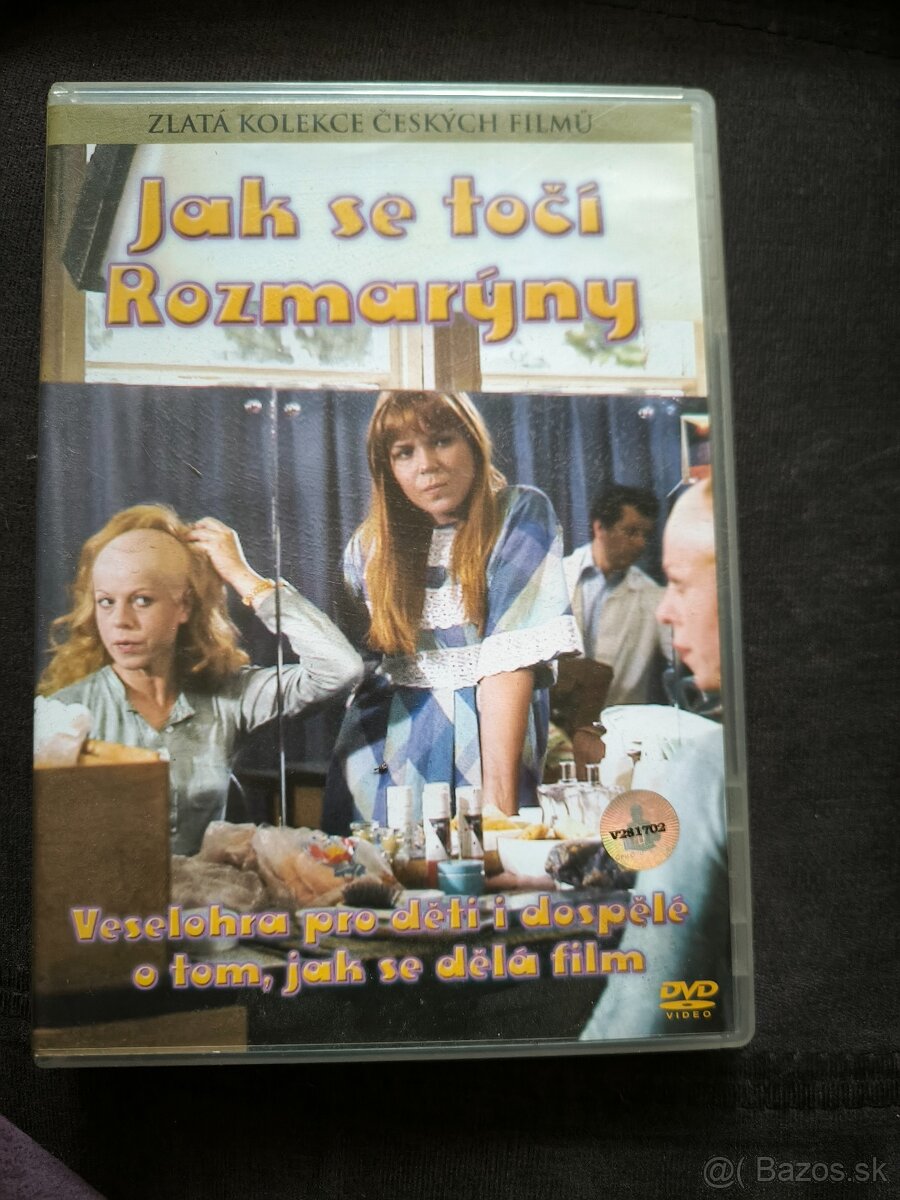 ZLATÁ KOLEKCE ČESKÝCH FILMŮ
Jak se točí
Rozmarýny
V281702
Veselohra pro děti i dospělé
o tom, jak se dělá film
DVD
VIDEO
@( Bazos.sk